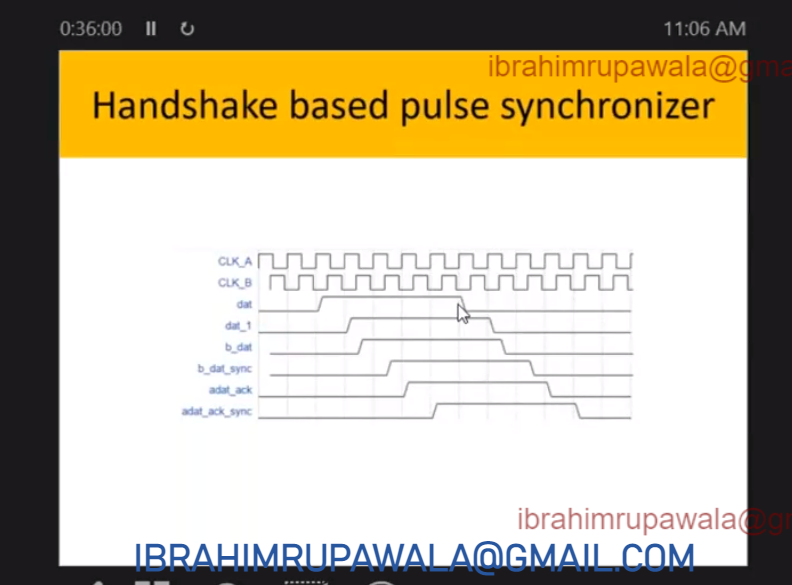 0:36:00
11:06 AM
ibrahimrupawala@gma
Handshake based pulse synchronizer
CLK_A
CLK_B
dat
dat_1
b_dat
b_dat_sync
adat_ack
adat_ack_sync
ibrahimrupawala@gm
IBRAHIMRUPAWALA@GMAIL.COM